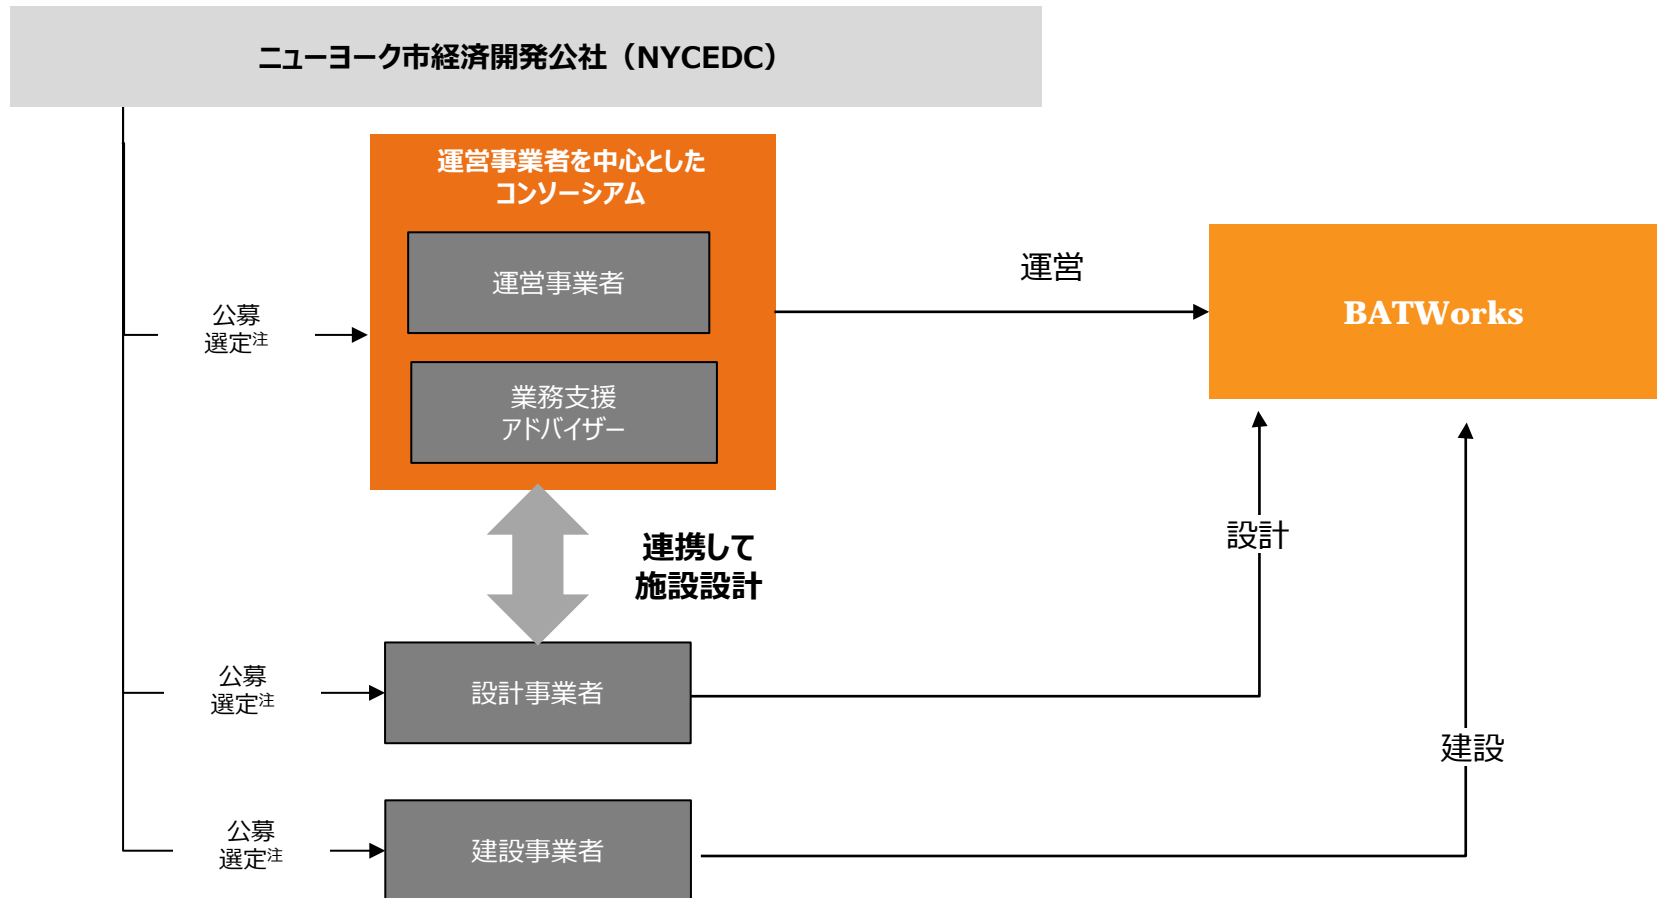 ニューヨーク市経済開発公社（NYCEDC）
運営事業者を中心とした
コンソーシアム
運営事業者
業務支援
アドバイザー
公募
選定注
運営
BATWorks
連携して
施設設計
設計
公募
選定注
設計事業者
建設
公募
選定注
建設事業者